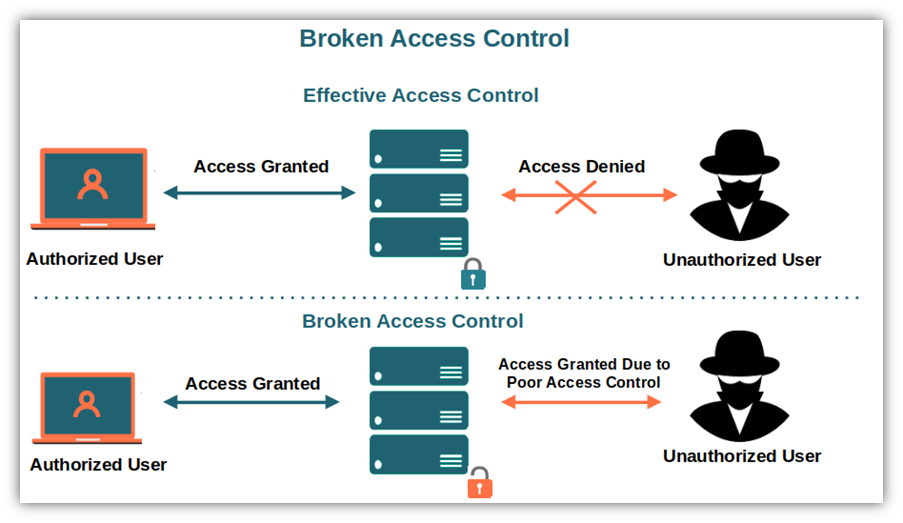 Broken Access Control
Effective Access Control
Access Granted
Access Denied
Authorized User
Unauthorized User
Broken Access Control
Access Granted
Access Granted Due to
Poor Access Control
Authorized User
Unauthorized User